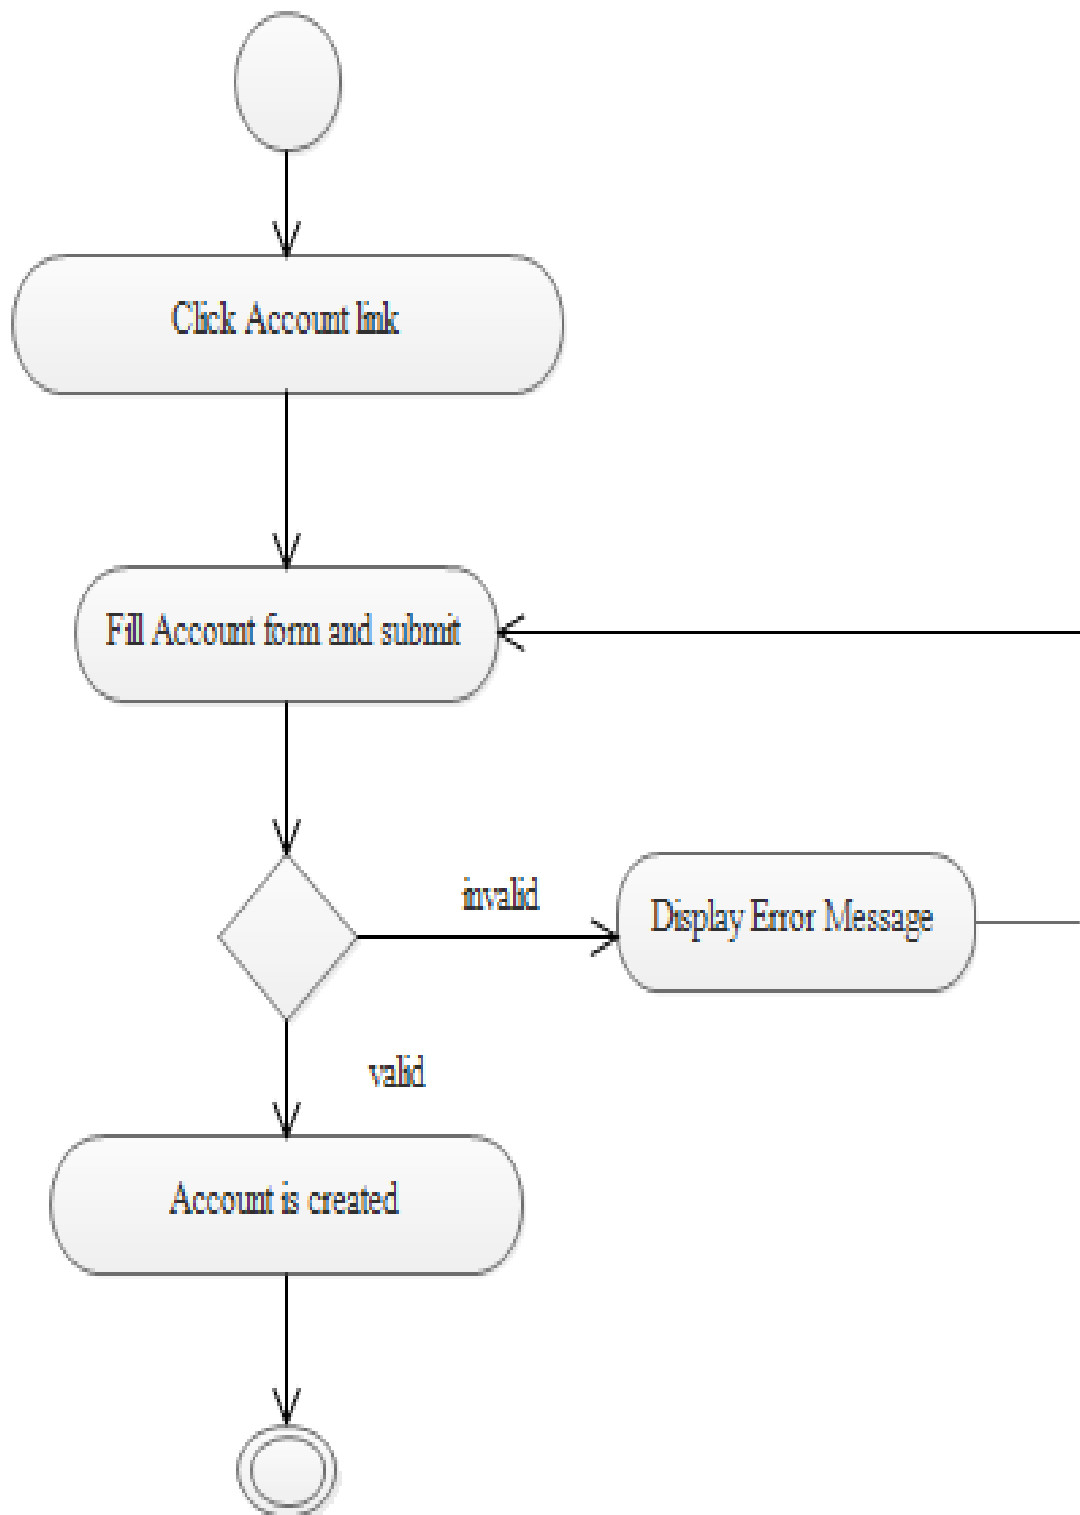 Click Account link
Fill Account form and submit
invalid
Display Error Message
valid
Account is created